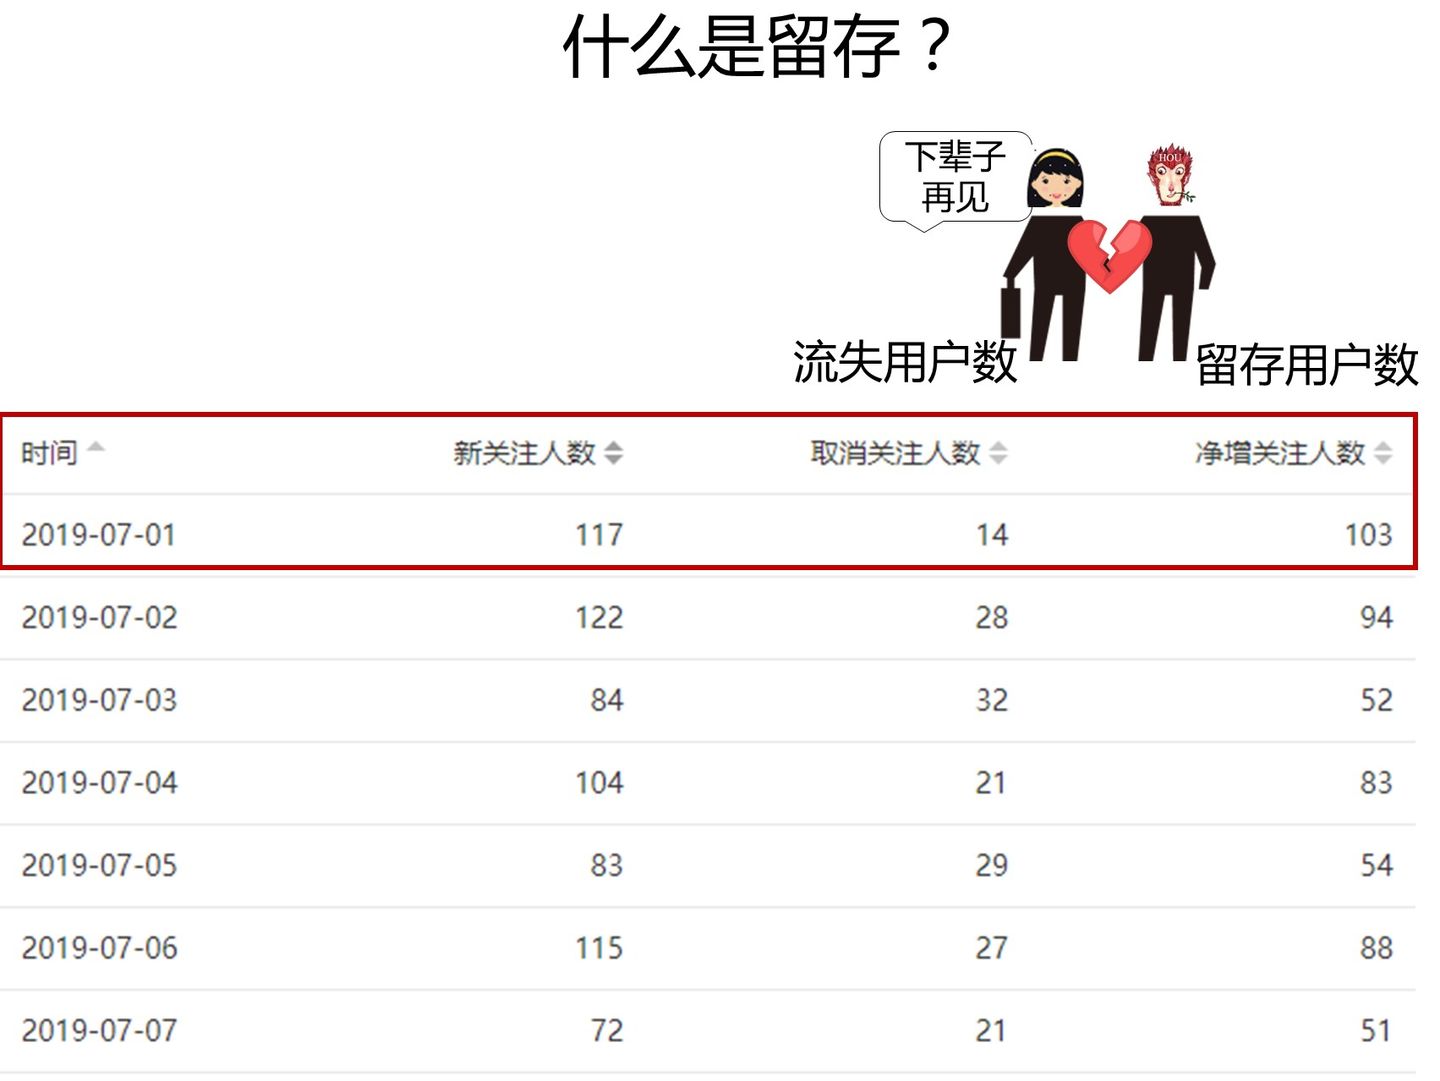 什么是留存？
下辈子
再见
HOU
流失用户数
留存用户数
时间 新关注人数 取消关注人数 净增关注人数
2019-07-01 117 14 103
2019-07-02 122 28 94
2019-07-03 84 32 52
2019-07-04 104 21 83
2019-07-05 83 29 54
2019-07-06 115 27 88
2019-07-07 72 21 51